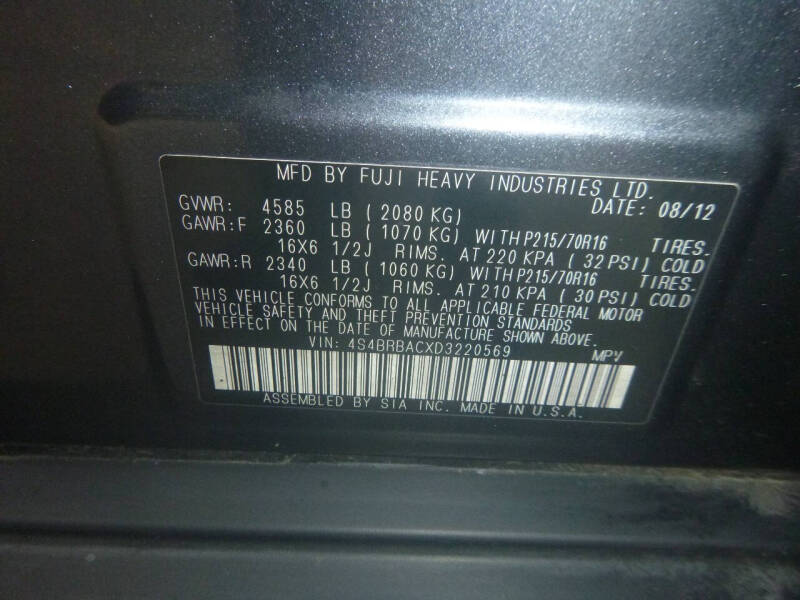 MFD BY FUJI HEAVY INDUSTRIES LTD.
GVWR: 4585 LB ( 2080 KG) DATE: 08/12
GAWR:F 2360 LB ( 1070 KG) WITH P215/70R16 TIRES.
16X6 1/2J RIMS. AT 220 KPA ( 32 PSI) COLD
GAWR:R 2340 LB ( 1060 KG) WITH P215/70R16 TIRES.
16X6 1/2J RIMS. AT 210 KPA ( 30 PSI) COLD
THIS VEHICLE CONFORMS TO ALL APPLICABLE FEDERAL MOTOR
VEHICLE SAFETY AND THEFT PREVENTION STANDARDS
IN EFFECT ON THE DATE OF MANUFACTURE SHOWN ABOVE.
VIN: 4S4BRBACXD3220569 MPV
ASSEMBLED BY SIA INC. MADE IN U.S.A.